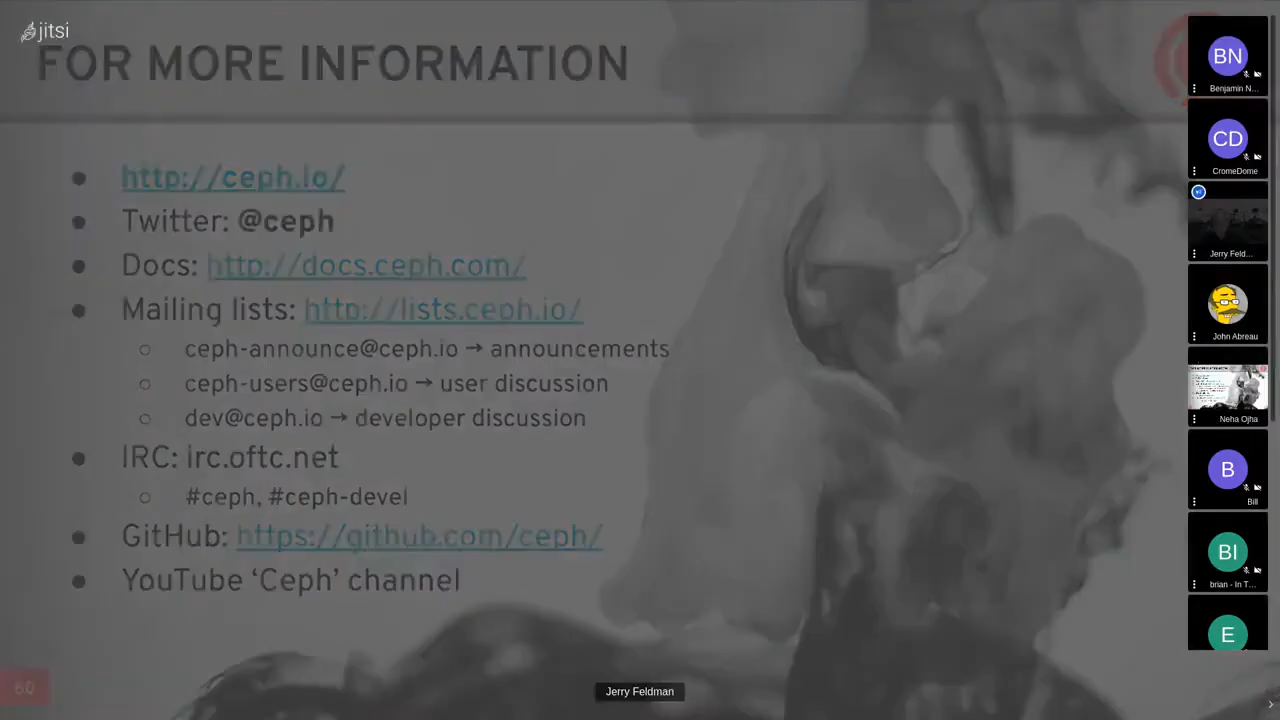 jitsi
FOR MORE INFORMATION
http://ceph.io/
Twitter: @ceph
Docs: http://docs.ceph.com/
Mailing lists: http://lists.ceph.io/
ceph-announce@ceph.io → announcements
ceph-users@ceph.io → user discussion
dev@ceph.io → developer discussion
IRC: irc.oftc.net
#ceph, #ceph-devel
GitHub: https://github.com/ceph/
YouTube ‘Ceph’ channel
60
Jerry Feldman
BN
Benjamin N...
CD
CromeDome
Jerry Feld...
John Abreau
Neha Ojha
B
Bill
BI
brian - In T...
E